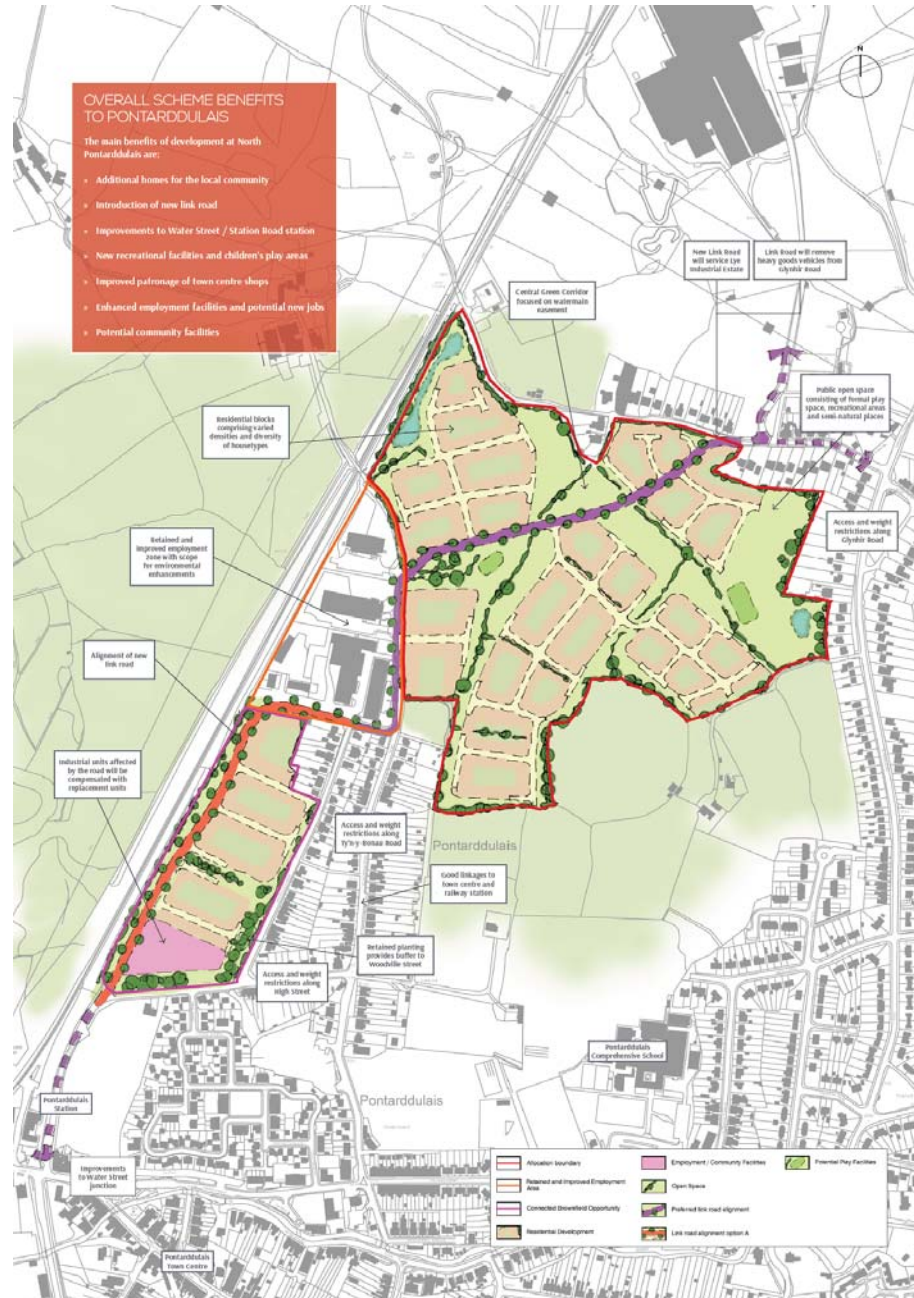 N
OVERALL SCHEME BENEFITS
TO PONTARDDULAIS
The main benefits of development at North
Pontarddulais are;
» Additional homes for the local community
» Introduction of new link road
» Improvements to Water Street / Station Road station
» New recreational facilities and children's play areas
» Improved patronage of town centre shops
» Enhanced employment facilities and potential new jobs
» Potential community facilities
New Link Road
will service Lye
Industrial Estate
Link Road will remove
heavy goods vehicles from
Glynhir Road
Central Green Corridor
focused on watermain
easement
Public open space
consisting of formal play
space, recreational areas
and semi-natural places
Residential blocks
comprising varied
densities and diversity
of housetypes
Access and weight
restrictions along
Glynhir Road
Retained and
improved employment
zone with scope
for environmental
enhancements
Alignment of new
link road
Industrial units affected
by the road will be
compensated with
replacement units
Access and weight
restrictions along
Ty'n-y-Bonau Road
Pontarddulais
Good linkages to
town centre and
railway station
Retained planting
provides buffer to
Woodville Street
Access and weight
restrictions along
High Street
Pontarddulais
Comprehensive School
Pontarddulais
Station
Pontarddulais
Improvements
to Water Street
junction
Pontarddulais
Town Centre
Allocation boundary
Retained and Improved Employment
Area
Connected Brownfield Opportunity
Residential Development
Employment / Community Facilities
Open Space
Preferred link road alignment
Link road alignment option A
Potential Play Facilities